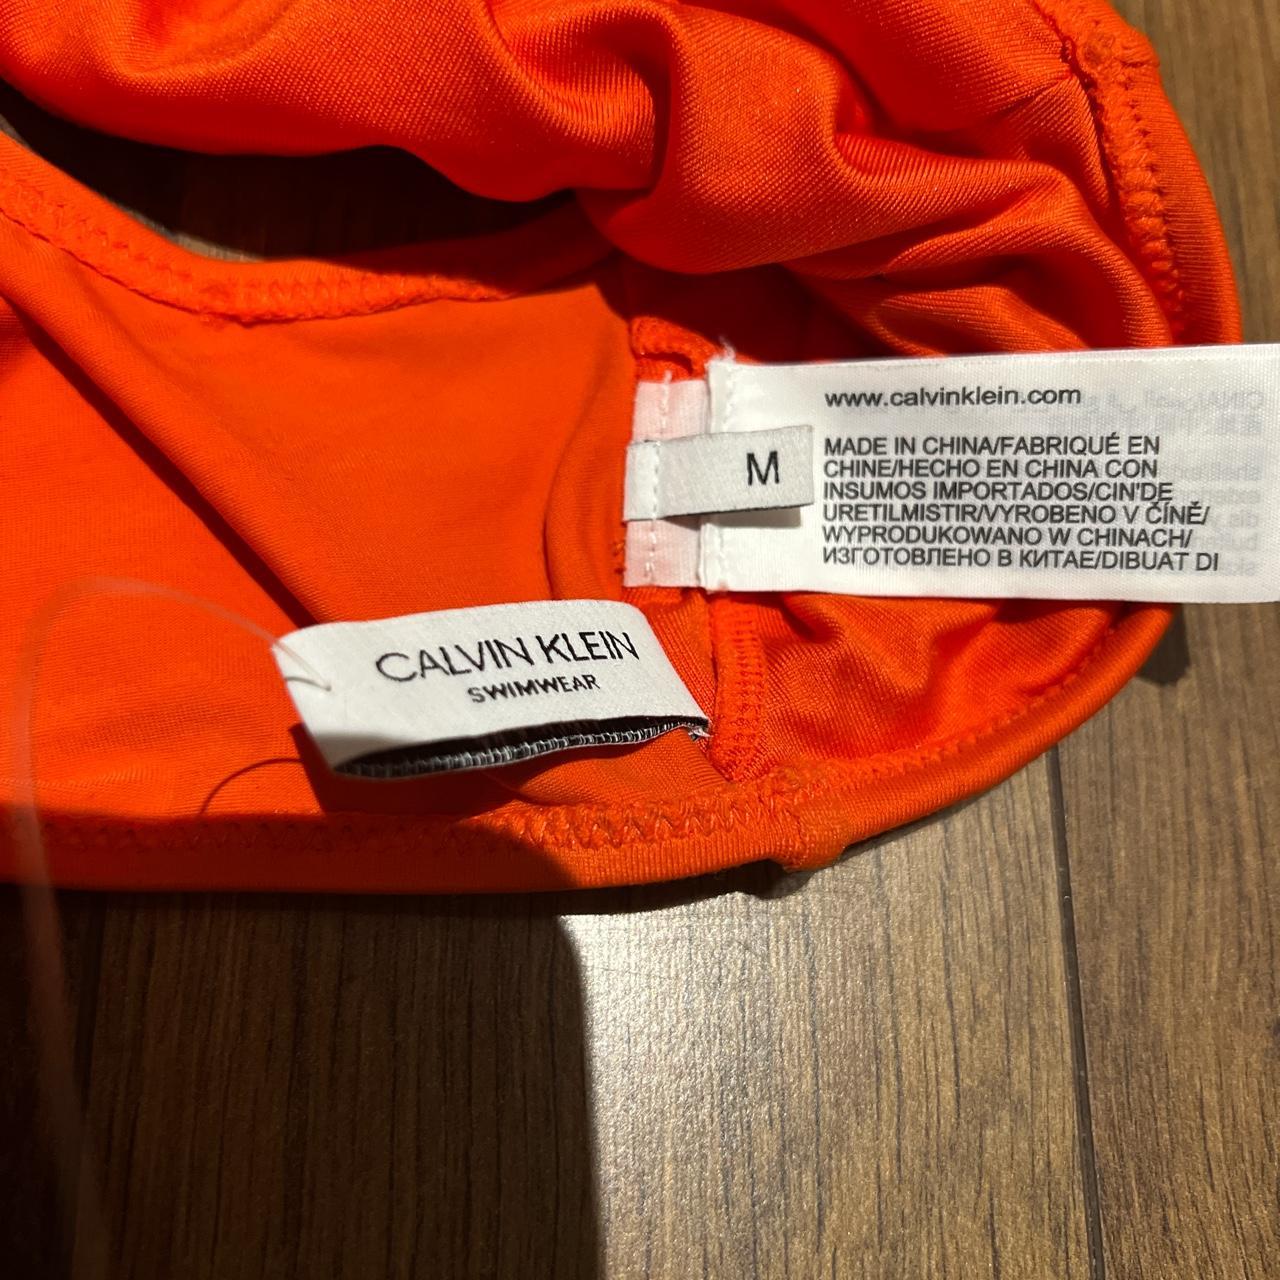 www.calvinklein.com
MADE IN CHINA/FABRIQUÉ EN
CHINE/HECHO EN CHINA CON
INSUMOS IMPORTADOS/CIN'DE
URETILMISTIR/VYROBENO V ČÍNĚ/
WYPRODUKOWANO W CHINACH/
ИЗГОТОВЛЕНО В КИТАЕ/DIBUAT DI
M
CALVIN KLEIN
SWIMWEAR